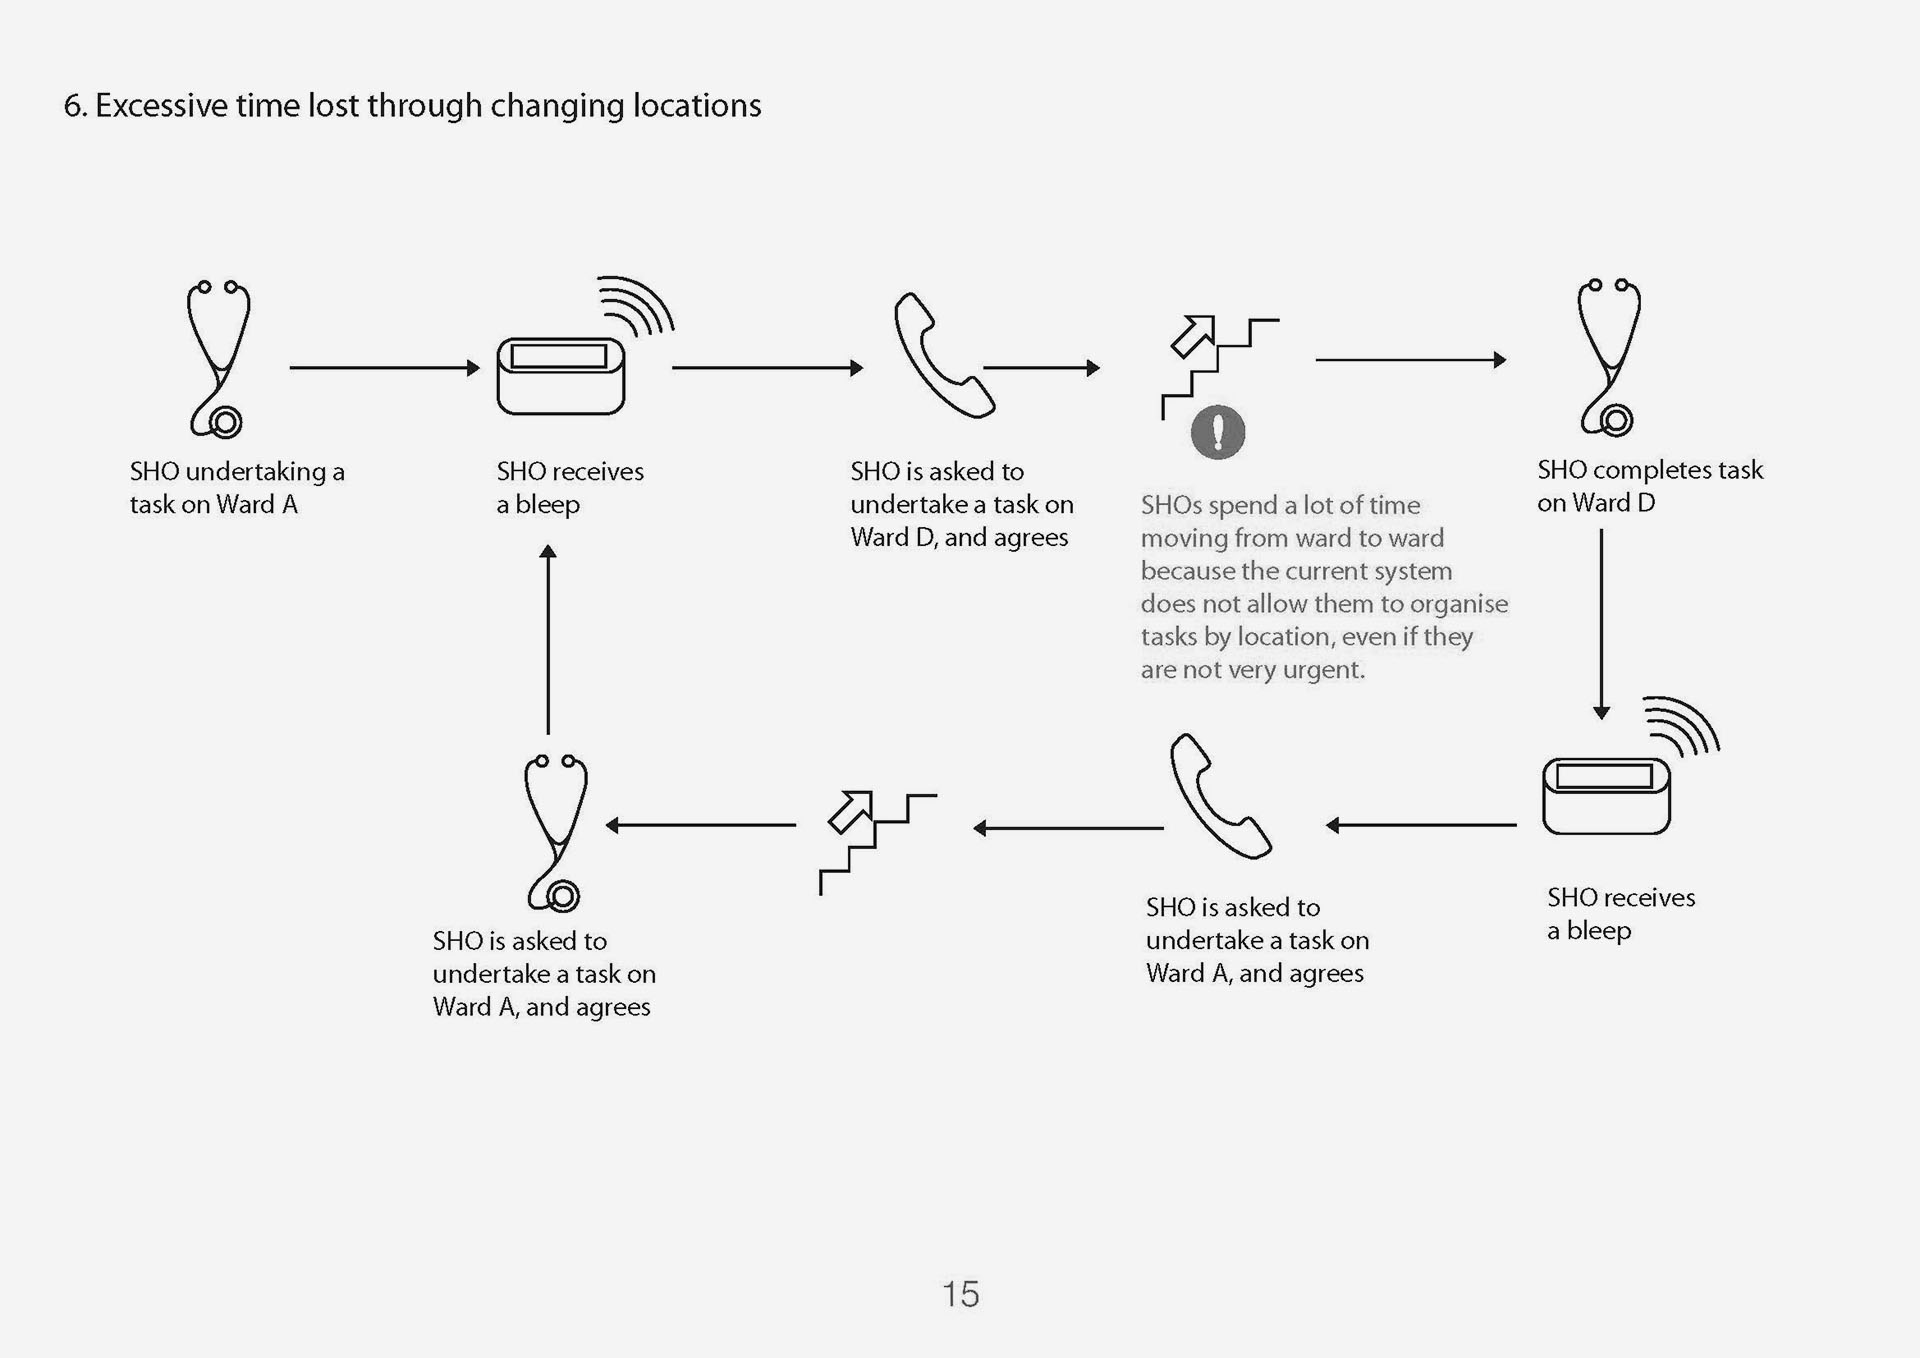 6. Excessive time lost through changing locations
SHO undertaking a
task on Ward A
SHO receives
a bleep
SHO is asked to
undertake a task on
Ward D, and agrees
!
SHOs spend a lot of time
moving from ward to ward
because the current system
does not allow them to organise
tasks by location, even if they
are not very urgent.
SHO completes task
on Ward D
SHO receives
a bleep
SHO is asked to
undertake a task on
Ward A, and agrees
SHO is asked to
undertake a task on
Ward A, and agrees
15